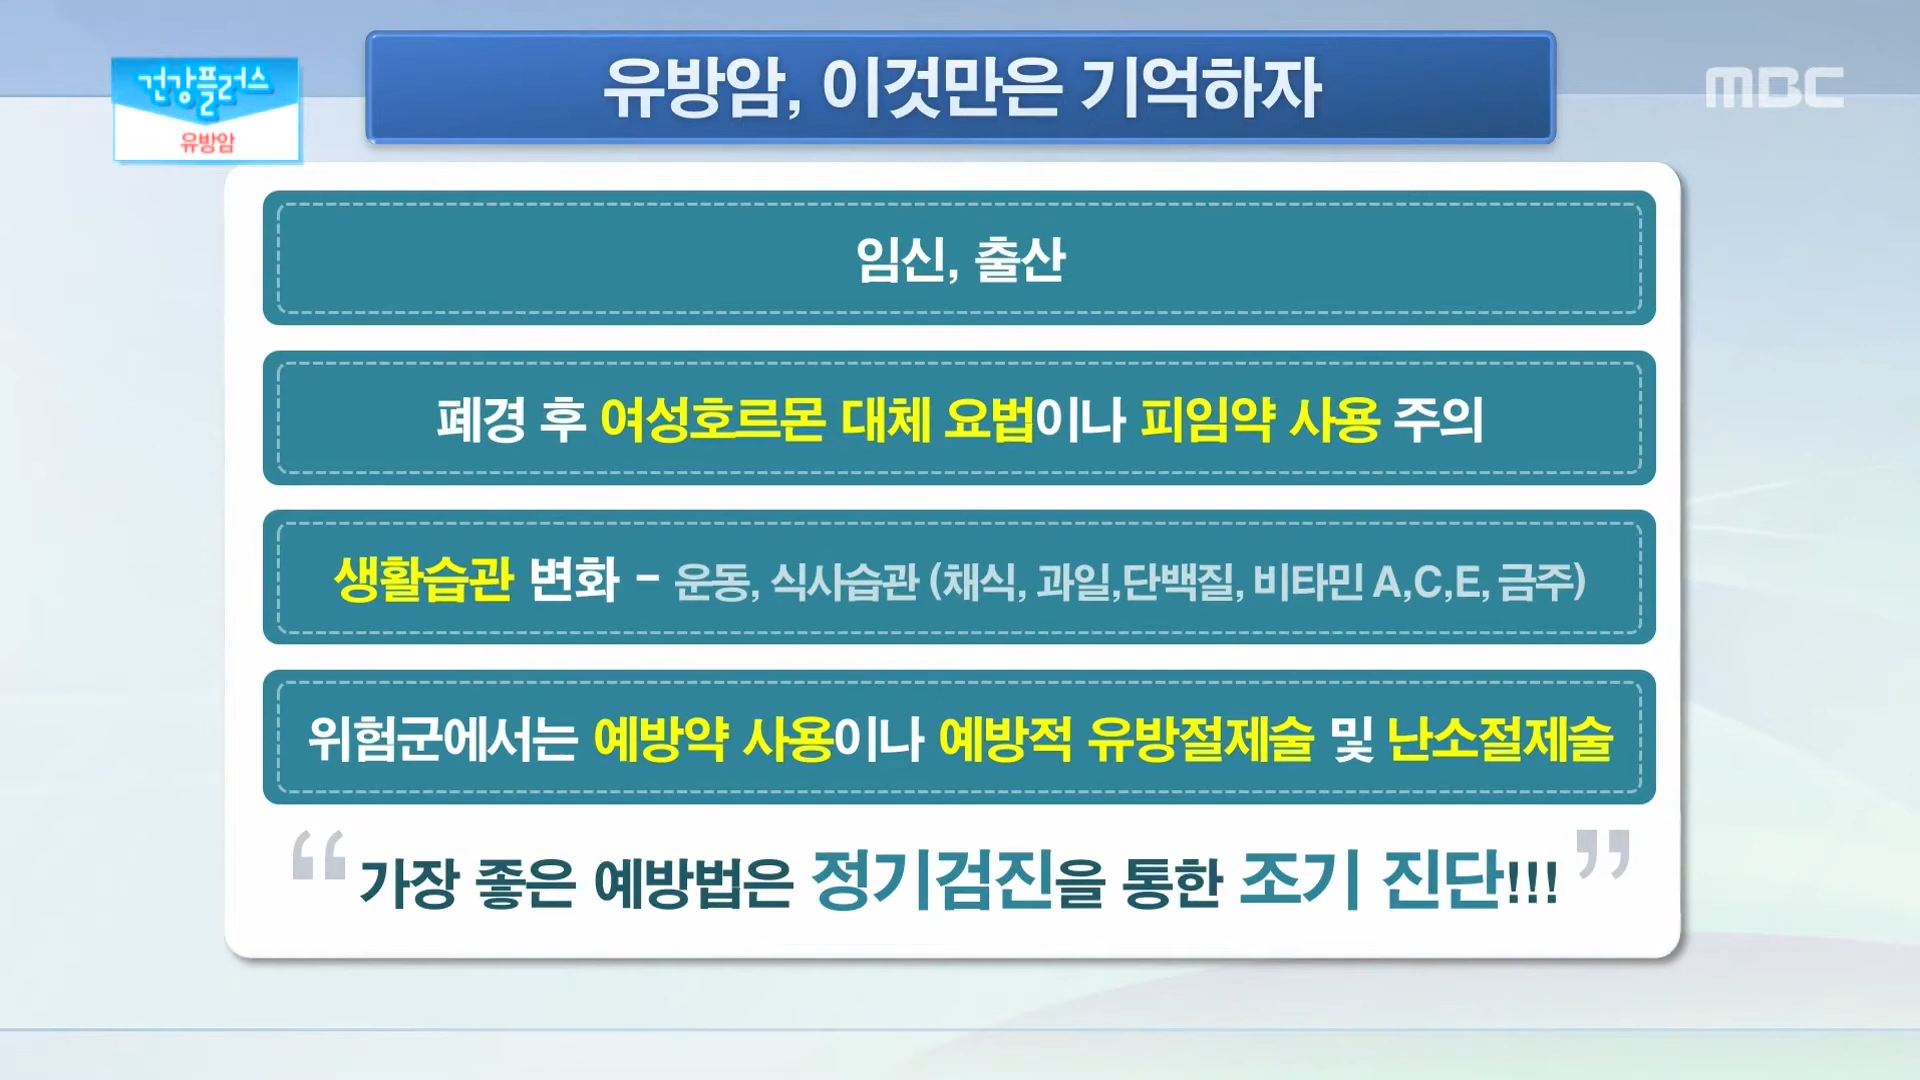 건강플러스
유방암
유방암, 이것만은 기억하자
MBC
임신, 출산
폐경 후 여성호르몬 대체 요법이나 피임약 사용 주의
생활습관 변화 - 운동, 식사습관 (채식, 과일,단백질, 비타민 A,C,E, 금주)
위험군에서는 예방약 사용이나 예방적 유방절제술 및 난소절제술
“가장 좋은 예방법은 정기검진을 통한 조기 진단!!!”